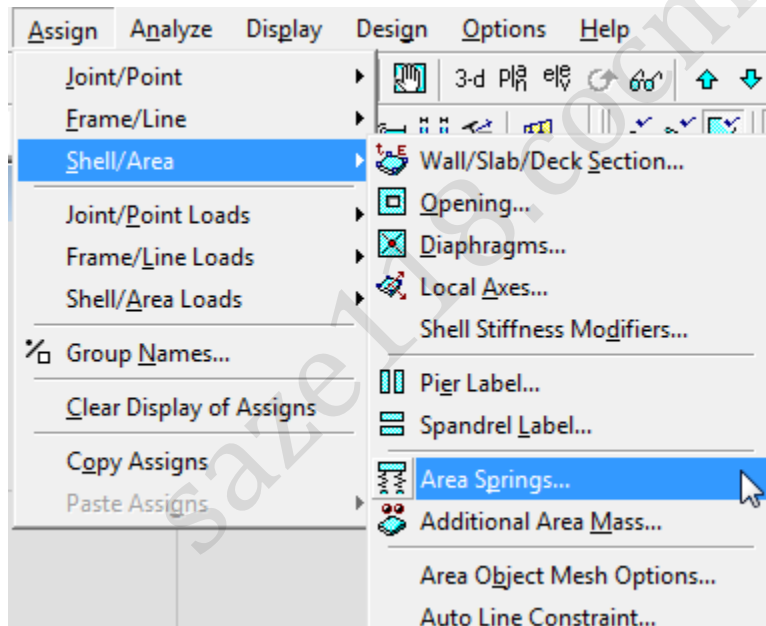 Assign Analyze Display Design Options Help
3-d
Joint/Point
Frame/Line
Shell/Area
Joint/Point Loads
Frame/Line Loads
Shell/Area Loads
Group Names...
Clear Display of Assigns
Copy Assigns
Paste Assigns
Wall/Slab/Deck Section...
Opening...
Diaphragms...
Local Axes...
Shell Stiffness Modifiers...
Pier Label...
Spandrel Label...
Area Springs...
Additional Area Mass...
Area Object Mesh Options...
Auto Line Constraint...